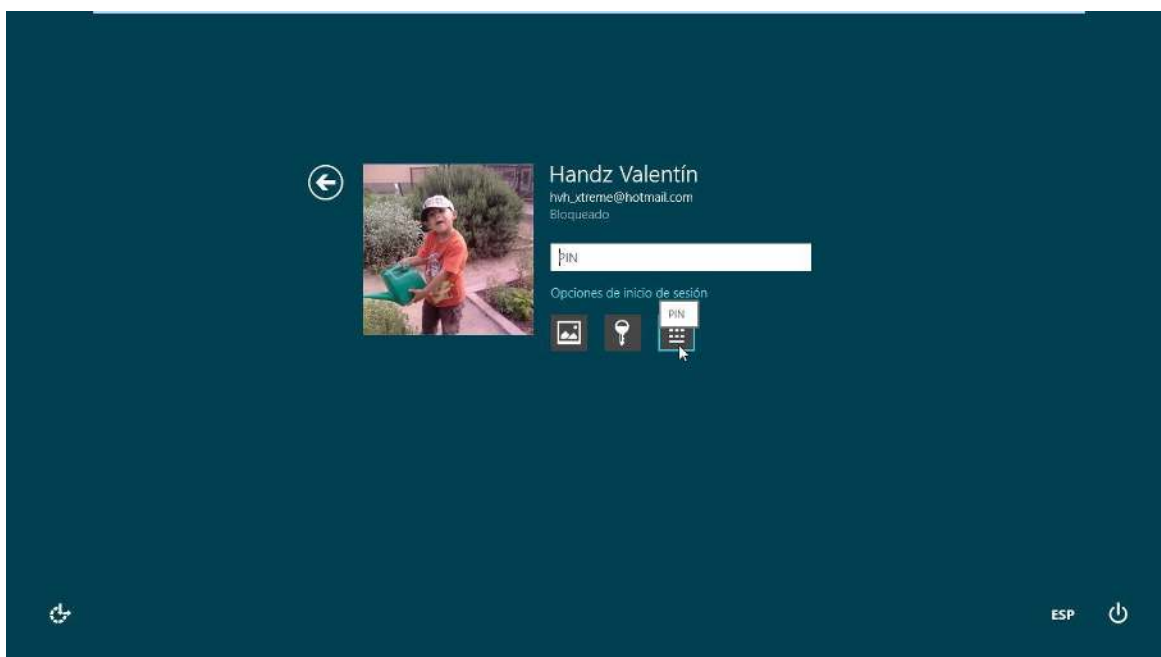 Handz Valentín
hvh_xtreme@hotmail.com
Bloqueado
PIN
Opciones de inicio de sesión
PIN
ESP